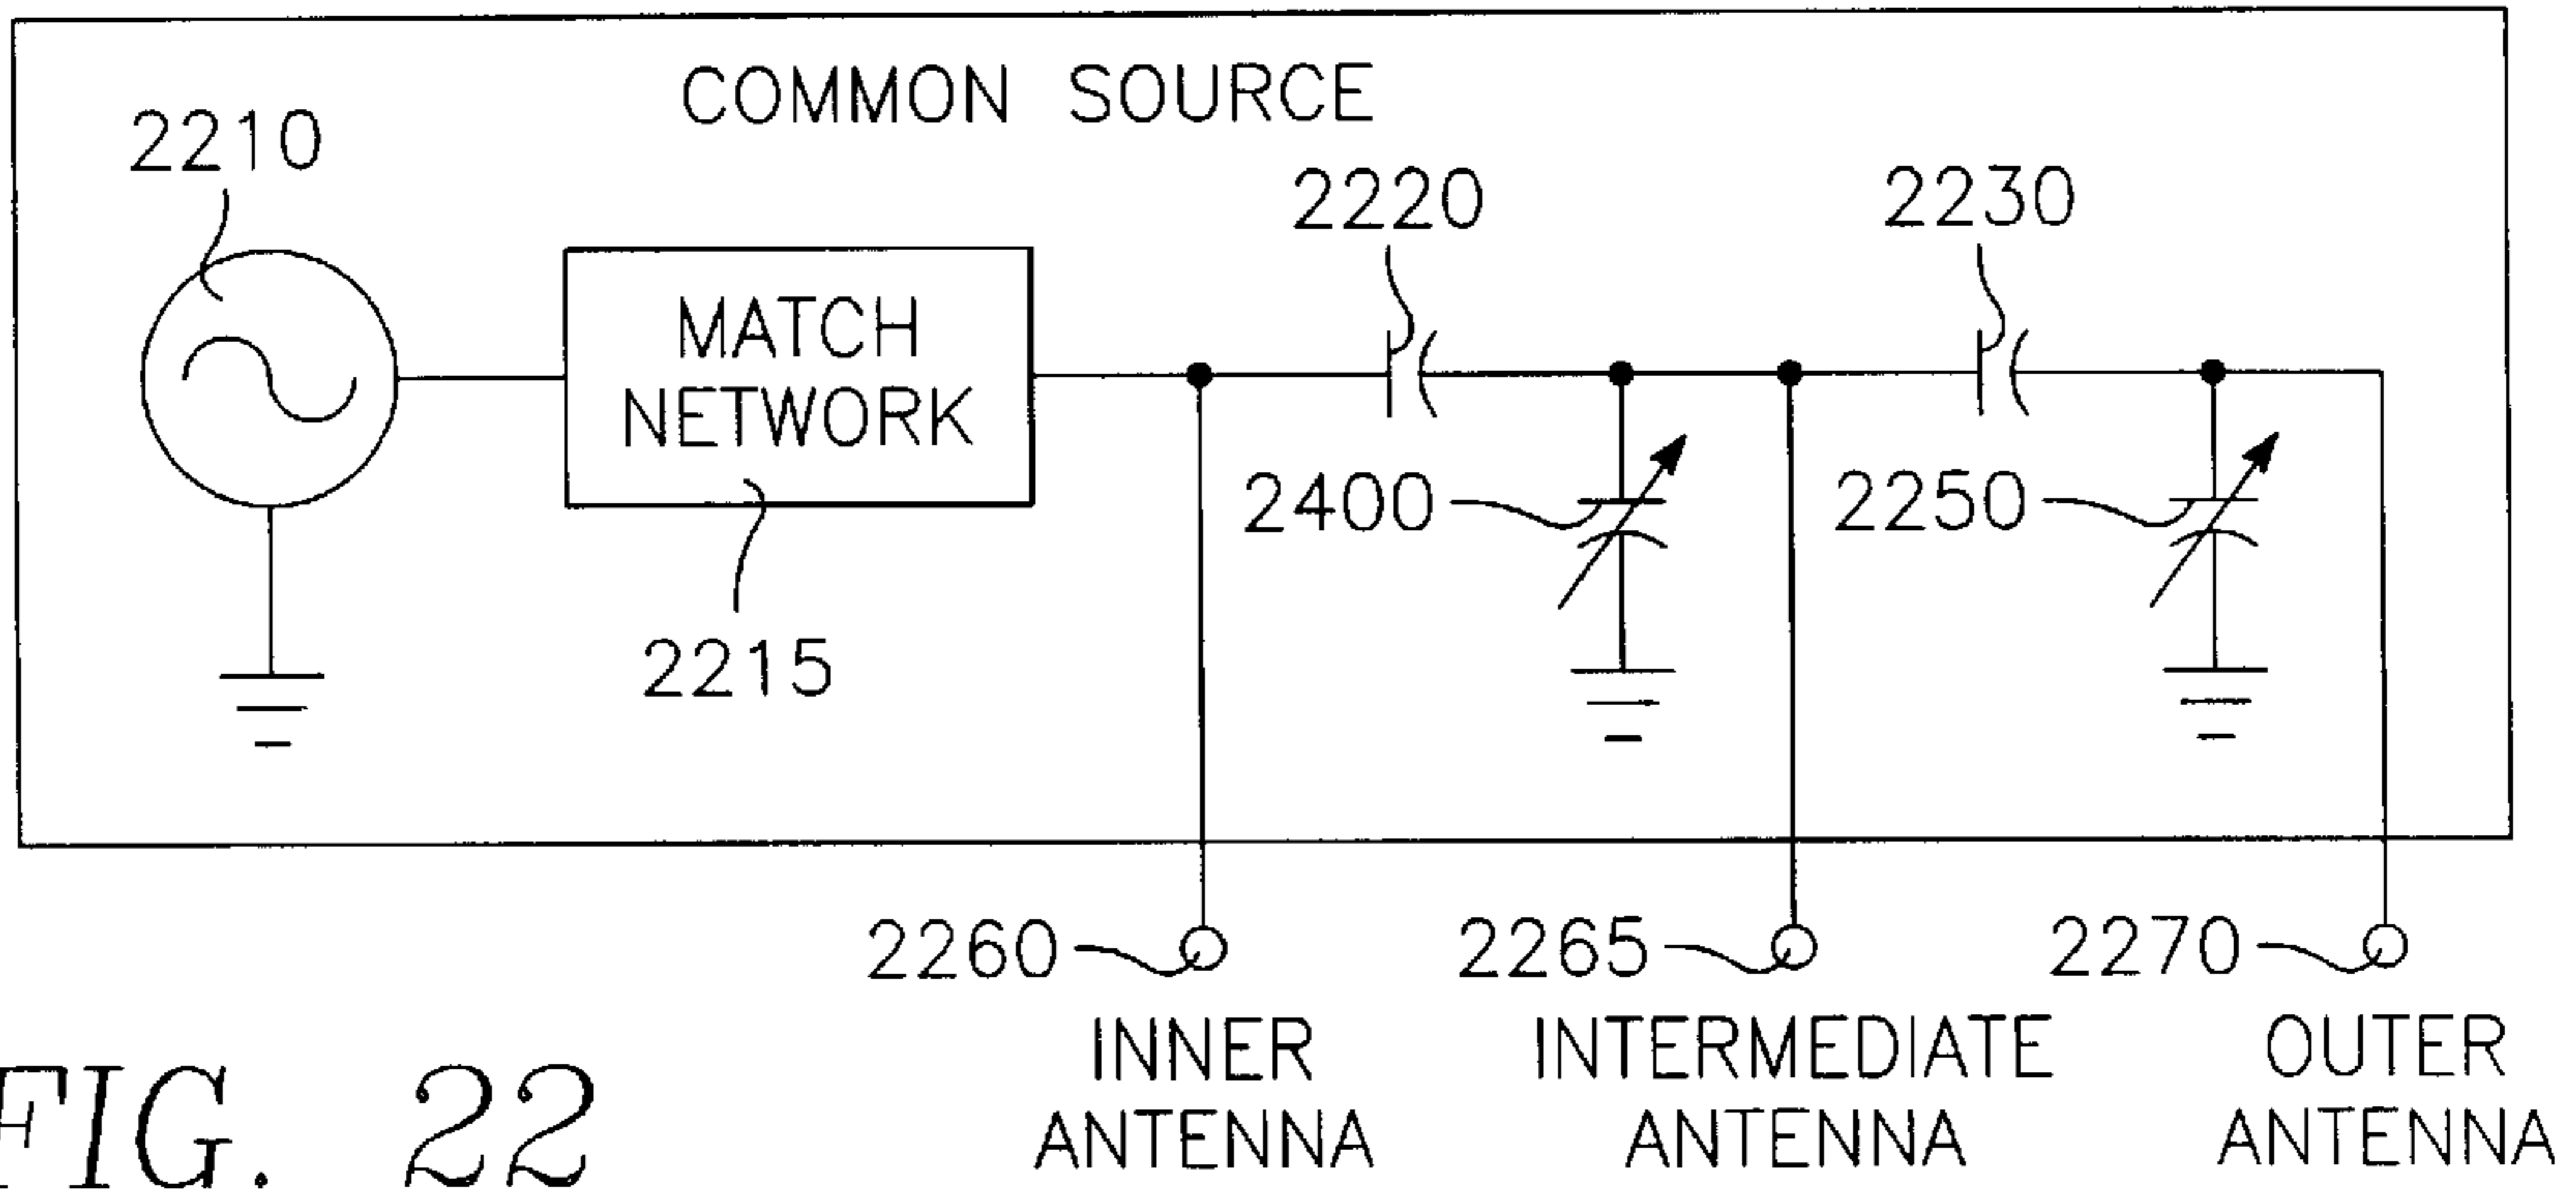 COMMON SOURCE
2210
2220
2230
MATCH
NETWORK
2400
2250
2215
2260
2265
2270
INNER
ANTENNA
INTERMEDIATE
ANTENNA
OUTER
ANTENNA
FIG. 22